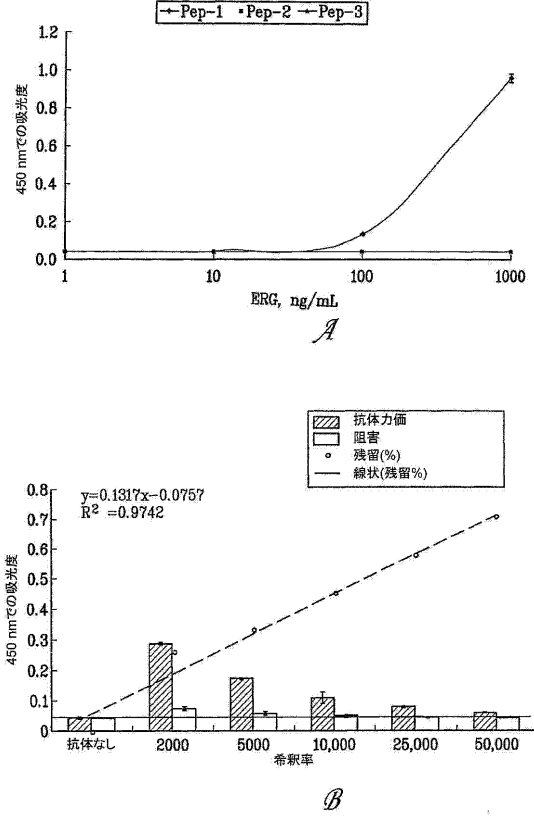 Pep-1 Pep-2 Pep-3
1.2
1.0
0.8
0.6
0.4
0.2
0.0
450 nmでの吸光度
1 10 100 1000
ERG, ng/mL
A
抗体力価
阻害
残留(%)
線状(残留%)
y=0.1317x-0.0757
R² =0.9742
0.8
0.7
0.6
0.5
0.4
0.3
0.2
0.1
0
450 nmでの吸光度
抗体なし 2000 5000 10,000 25,000 50,000
希釈率
B